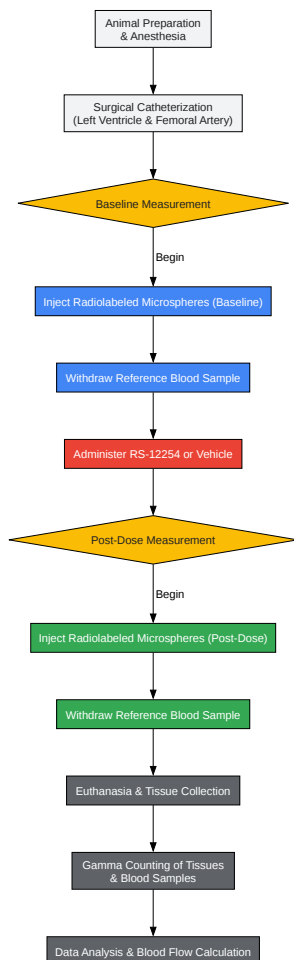 Animal Preparation
& Anesthesia
Surgical Catheterization
(Left Ventricle & Femoral Artery)
Baseline Measurement
Begin
Inject Radiolabeled Microspheres (Baseline)
Withdraw Reference Blood Sample
Administer RS-12254 or Vehicle
Post-Dose Measurement
Begin
Inject Radiolabeled Microspheres (Post-Dose)
Withdraw Reference Blood Sample
Euthanasia & Tissue Collection
Gamma Counting of Tissues
& Blood Samples
Data Analysis & Blood Flow Calculation